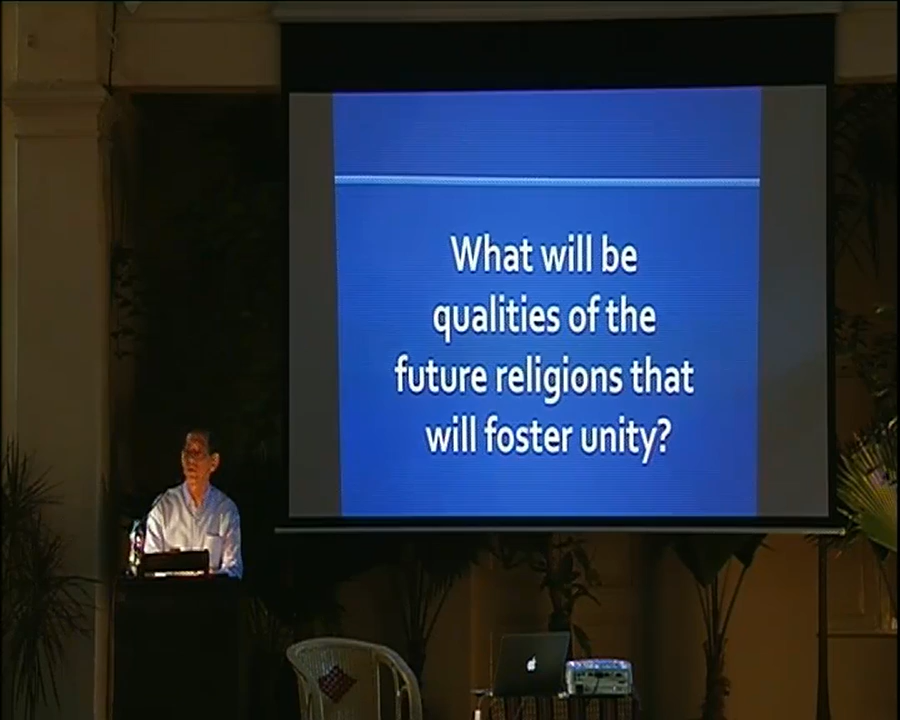 What will be
qualities of the
future religions that
will foster unity?